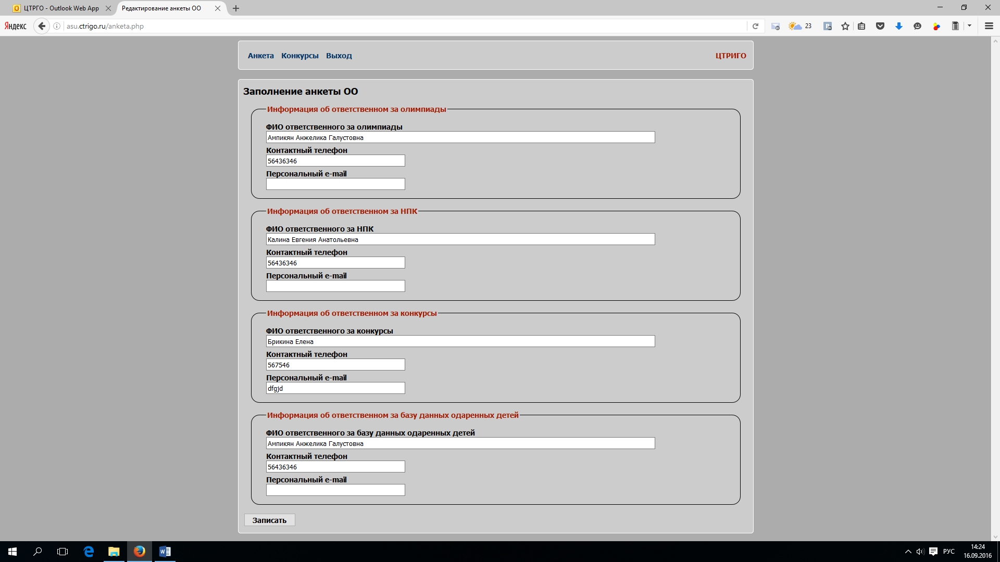 ЦТРГО - Outlook Web App
Редактирование анкеты ОО
Яндекс
asu.ctrigo.ru/anketa.php
23
Анкета Конкурсы Выход
ЦТРИГО
Заполнение анкеты ОО
Информация об ответственном за олимпиады
ФИО ответственного за олимпиады
Ампикян Анжелика Галустовна
Контактный телефон
56436346
Персональный e-mail
Информация об ответственном за НПК
ФИО ответственного за НПК
Калина Евгения Анатольевна
Контактный телефон
56436346
Персональный e-mail
Информация об ответственном за конкурсы
ФИО ответственного за конкурсы
Брикина Елена
Контактный телефон
567546
Персональный e-mail
dfgjd
Информация об ответственном за базу данных одаренных детей
ФИО ответственного за базу данных одаренных детей
Ампикян Анжелика Галустовна
Контактный телефон
56436346
Персональный e-mail
Записать
РУС
14:24
16.09.2016